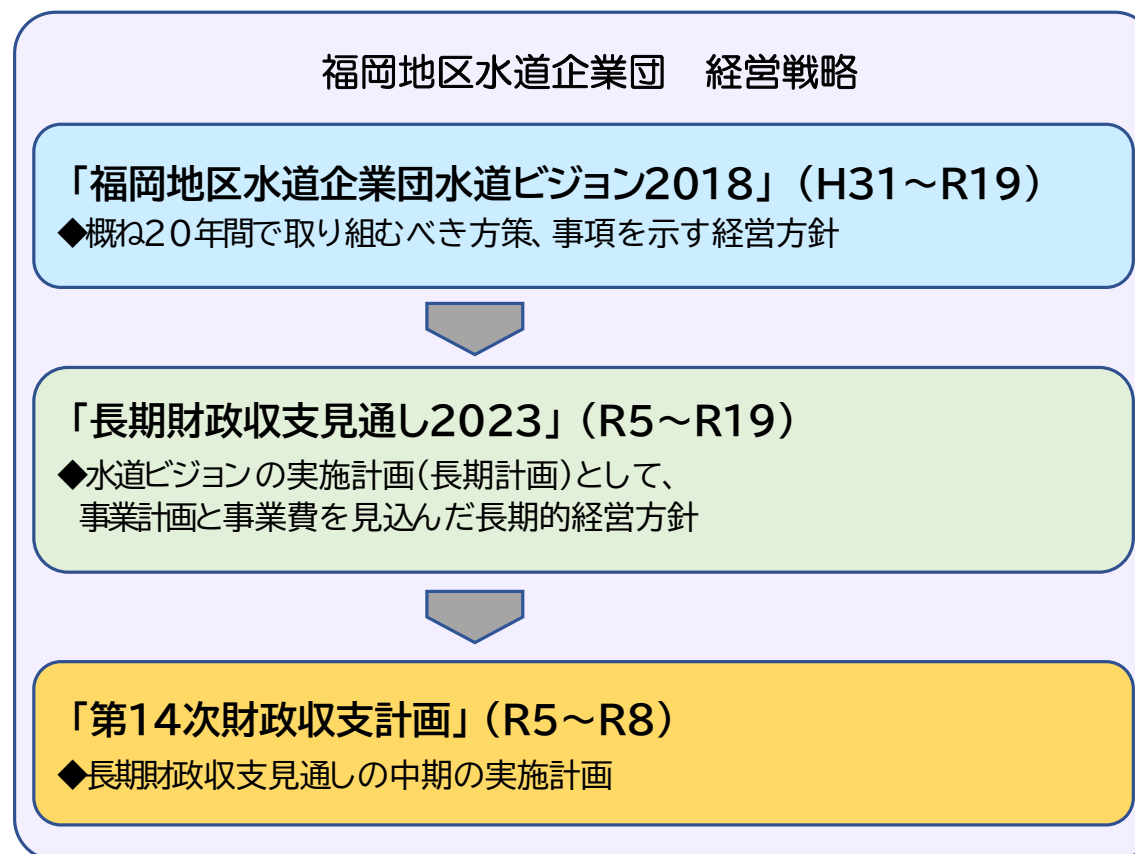 福岡地区水道企業団　経営戦略
「福岡地区水道企業団水道ビジョン2018」（H31～R19）
◆概ね２０年間で取り組むべき方策、事項を示す経営方針
「長期財政収支見通し2023」（R5～R19）
◆水道ビジョンの実施計画（長期計画）として、
事業計画と事業費を見込んだ長期的経営方針
「第14次財政収支計画」（R5～R8）
◆長期財政収支見通しの中期の実施計画